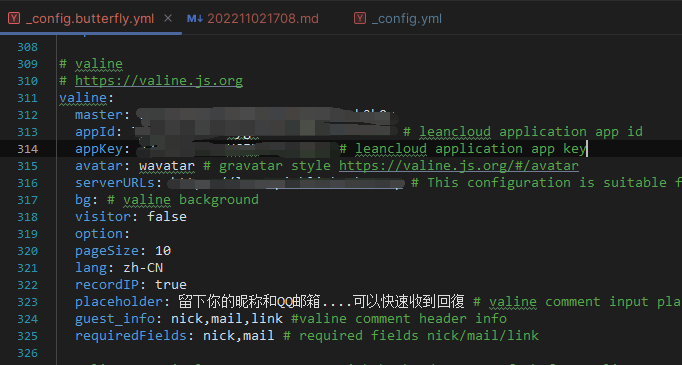 _config.butterfly.yml × 202211021708.md _config.yml
308
309 # valine
310 # https://valine.js.org
311 valine:
312 master:
313 appId: # leancloud application app id
314 appKey: # leancloud application app key
315 avatar: wavatar # gravatar style https://valine.js.org/#/avatar
316 serverURLs: # This configuration is suitable f
317 bg: # valine background
318 visitor: false
319 option:
320 pageSize: 10
321 lang: zh-CN
322 recordIP: true
323 placeholder: 留下你的昵称和QQ邮箱....可以快速收到回復 # valine comment input pla
324 guest_info: nick,mail,link #valine comment header info
325 requiredFields: nick,mail # required fields nick/mail/link
326